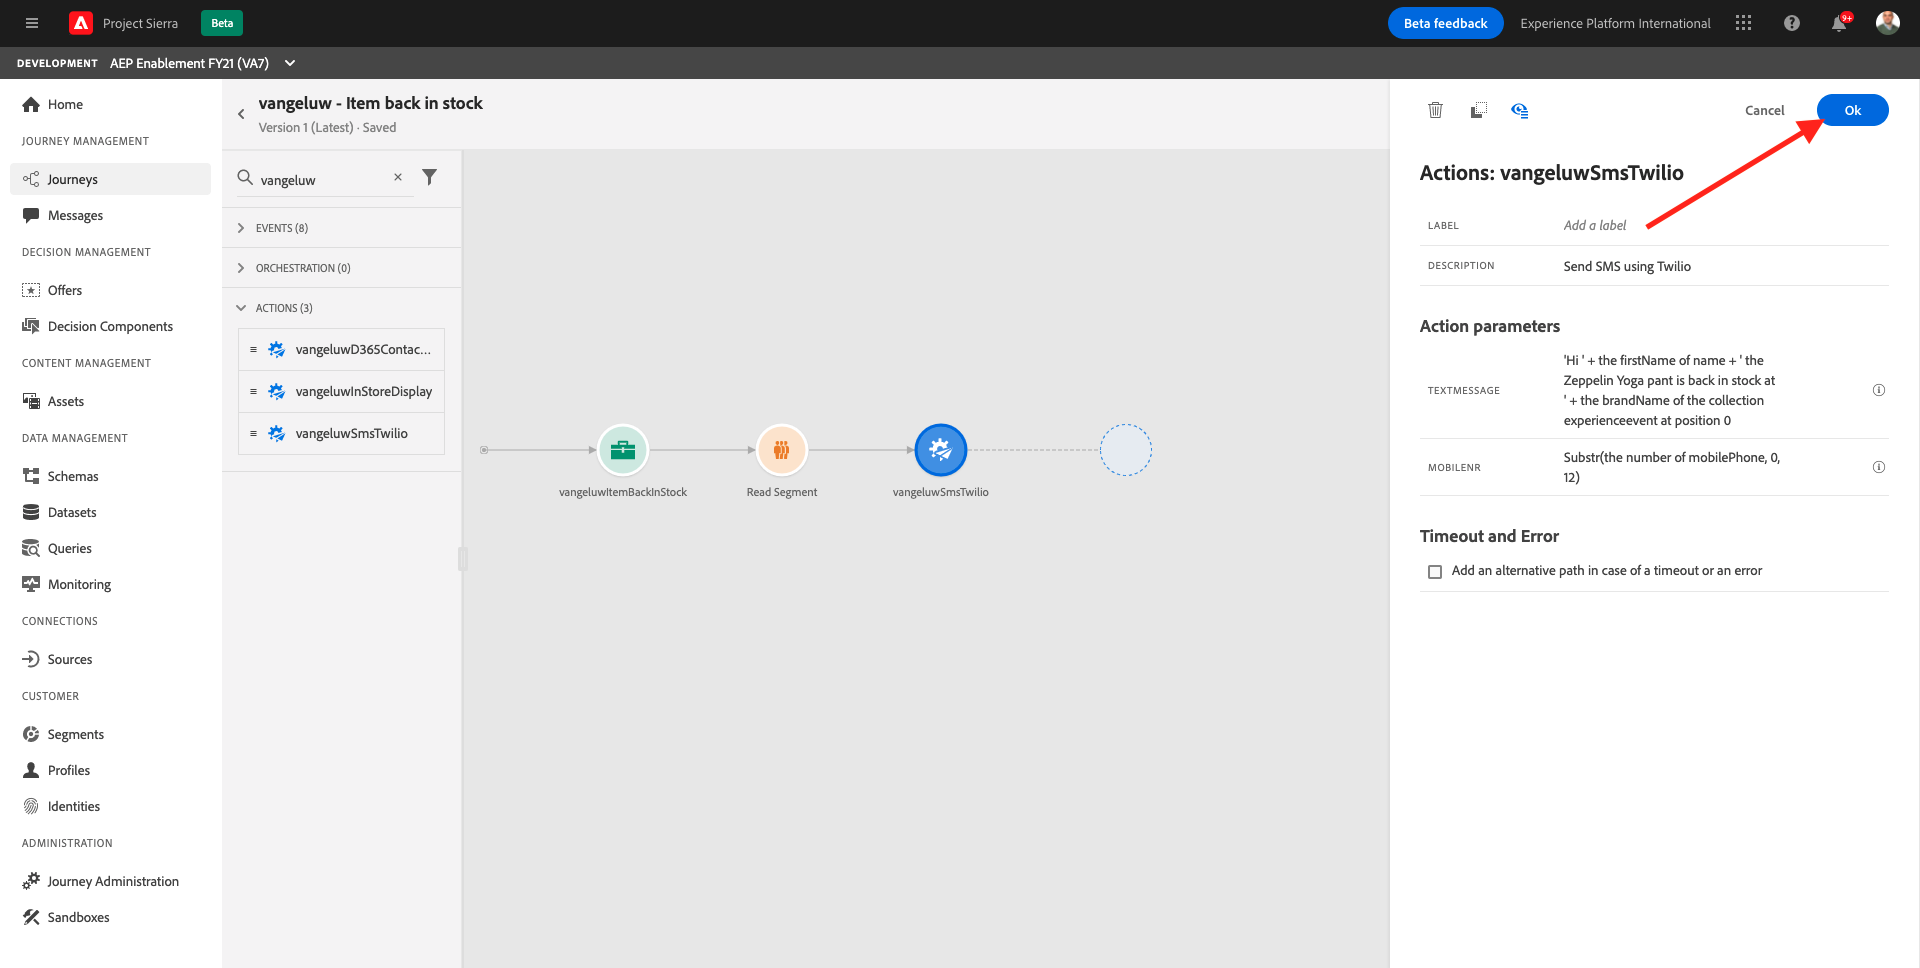 Project Sierra
Beta
Beta feedback
Experience Platform International
9+
DEVELOPMENT
AEP Enablement FY21 (VA7)
Home
JOURNEY MANAGEMENT
Journeys
Messages
DECISION MANAGEMENT
Offers
Decision Components
CONTENT MANAGEMENT
Assets
DATA MANAGEMENT
Schemas
Datasets
Queries
Monitoring
CONNECTIONS
Sources
CUSTOMER
Segments
Profiles
Identities
ADMINISTRATION
Journey Administration
Sandboxes
vangeluw - Item back in stock
Version 1 (Latest) · Saved
vangeluw
EVENTS (8)
ORCHESTRATION (0)
ACTIONS (3)
vangeluwD365Contac...
vangeluwInStoreDisplay
vangeluwSmsTwilio
vangeluwItemBackInStock
Read Segment
vangeluwSmsTwilio
Cancel
Ok
Actions: vangeluwSmsTwilio
LABEL
Add a label
DESCRIPTION
Send SMS using Twilio
Action parameters
TEXTMESSAGE
'Hi ' + the firstName of name + ' the
Zeppelin Yoga pant is back in stock at
' + the brandName of the collection
experienceevent at position 0
MOBILENR
Substr(the number of mobilePhone, 0,
12)
Timeout and Error
Add an alternative path in case of a timeout or an error